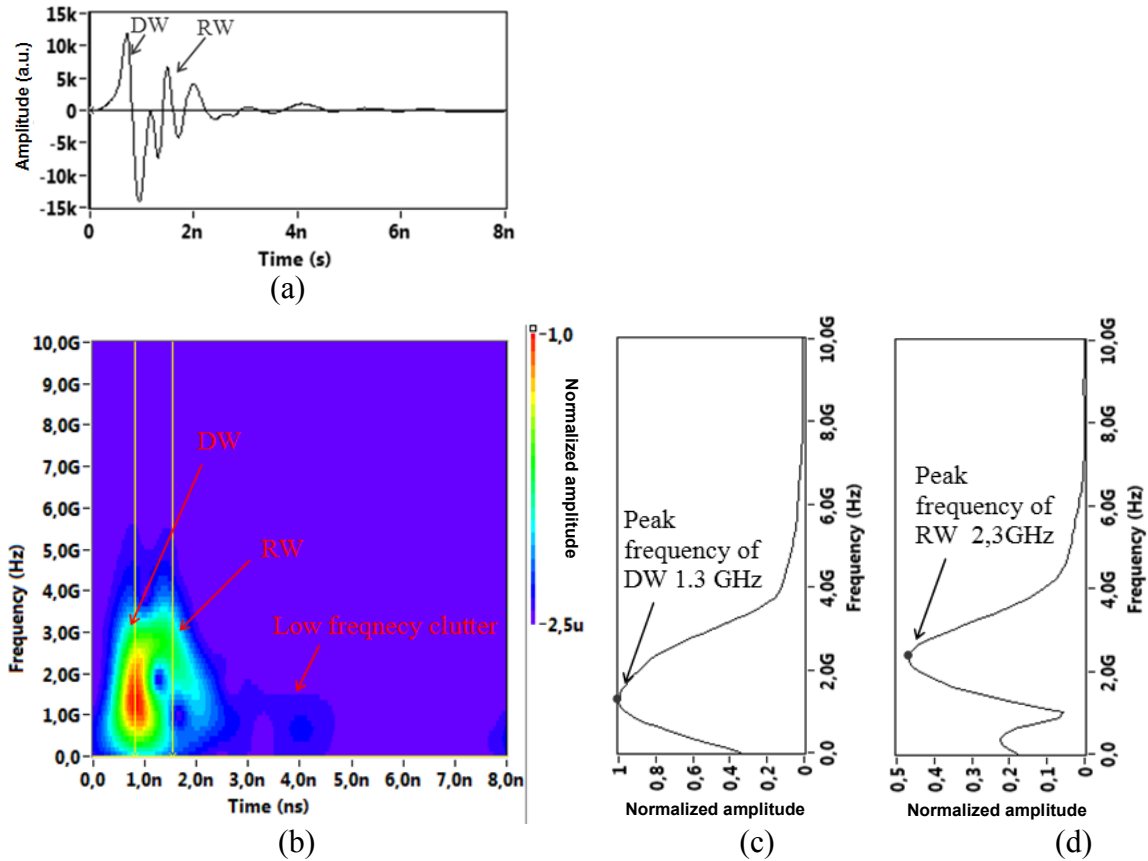 15k
10k
5k
0
-5k
-10k
-15k
Amplitude (a.u.)
DW
RW
0
2n
4n
6n
8n
Time (s)
(a)
10,0G
9,0G
8,0G
7,0G
6,0G
5,0G
4,0G
3,0G
2,0G
1,0G
0,0
Frequency (Hz)
DW
RW
Low freqnecy clutter
0,0
1,0n
2,0n
3,0n
4,0n
5,0n
6,0n
7,0n
8,0n
Time (ns)
(b)
-1,0
-2,5u
Normalized amplitude
Peak
frequency of
DW 1.3 GHz
10,0G
8,0G
6,0G
4,0G
2,0G
0,0
Frequency (Hz)
1
0,8
0,6
0,4
0,2
0
Normalized amplitude
(c)
Peak
frequency of
RW 2,3GHz
10,0G
8,0G
6,0G
4,0G
2,0G
0,0
Frequency (Hz)
0,5
0,4
0,3
0,2
0,1
0
Normalized amplitude
(d)